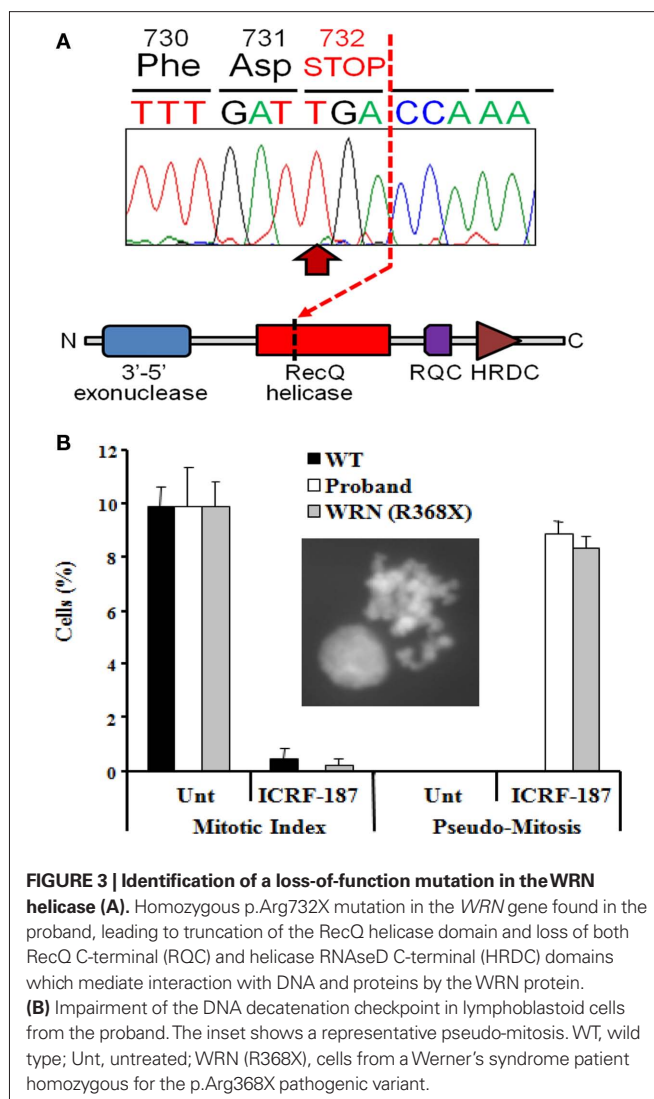 A
730 731 732
Phe Asp STOP
TTT GAT TGA CCA AA
N C
3'-5' exonuclease
RecQ helicase
RQC HRDC
B
12
10
8
6
4
2
0
Cells (%)
WT
Proband
WRN (R368X)
Unt ICRF-187 Unt ICRF-187
Mitotic Index Pseudo-Mitosis
FIGURE 3 | Identification of a loss-of-function mutation in the WRN
helicase (A). Homozygous p.Arg732X mutation in the WRN gene found in the
proband, leading to truncation of the RecQ helicase domain and loss of both
RecQ C-terminal (RQC) and helicase RNAseD C-terminal (HRDC) domains
which mediate interaction with DNA and proteins by the WRN protein.
(B) Impairment of the DNA decatenation checkpoint in lymphoblastoid cells
from the proband. The inset shows a representative pseudo-mitosis. WT, wild
type; Unt, untreated; WRN (R368X), cells from a Werner's syndrome patient
homozygous for the p.Arg368X pathogenic variant.